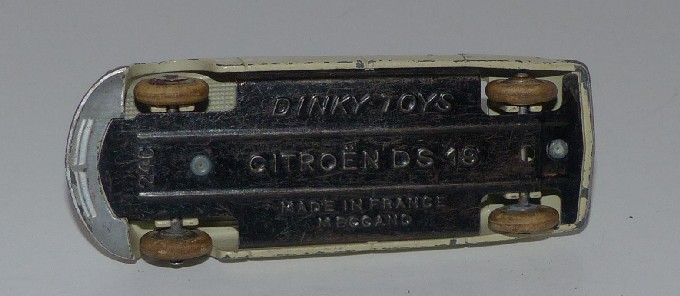 DINKY TOYS
CITROËN DS 19
MADE IN FRANCE
MECCANO